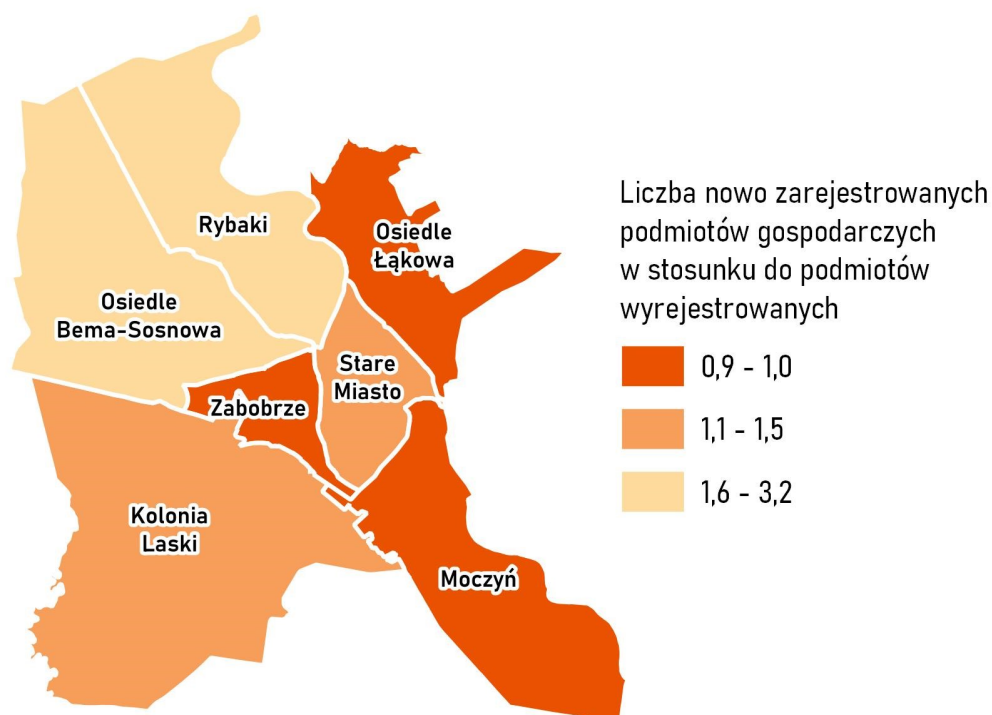 Rybaki
Osiedle
Łąkowa
Osiedle
Bema-Sosnowa
Stare
Miasto
Zabobrze
Kolonia
Laski
Moczyń
Liczba nowo zarejestrowanych
podmiotów gospodarczych
w stosunku do podmiotów
wyrejestrowanych
0,9 - 1,0
1,1 - 1,5
1,6 - 3,2